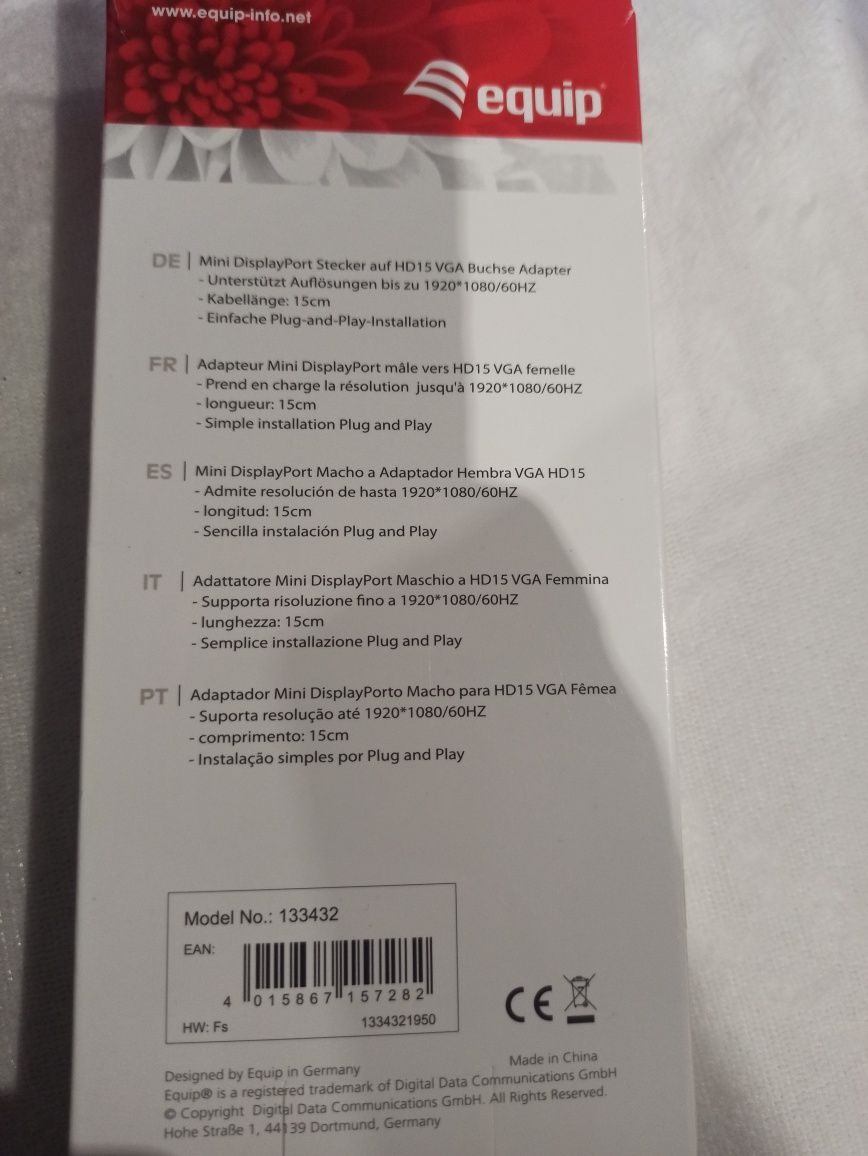 www.equip-info.net
equip
DE | Mini DisplayPort Stecker auf HD15 VGA Buchse Adapter
- Unterstützt Auflösungen bis zu 1920*1080/60HZ
- Kabellänge: 15cm
- Einfache Plug-and-Play-Installation
FR | Adapteur Mini DisplayPort mâle vers HD15 VGA femelle
- Prend en charge la résolution jusqu'à 1920*1080/60HZ
- longueur: 15cm
- Simple installation Plug and Play
ES | Mini DisplayPort Macho a Adaptador Hembra VGA HD15
- Admite resolución de hasta 1920*1080/60HZ
- longitud: 15cm
- Sencilla instalación Plug and Play
IT | Adattatore Mini DisplayPort Maschio a HD15 VGA Femmina
- Supporta risoluzione fino a 1920*1080/60HZ
- lunghezza: 15cm
- Semplice installazione Plug and Play
PT | Adaptador Mini DisplayPorto Macho para HD15 VGA Fêmea
- Suporta resolução até 1920*1080/60HZ
- comprimento: 15cm
- Instalação simples por Plug and Play
Model No.: 133432
EAN:
4 015867 157282
HW: Fs 1334321950
CE
Designed by Equip in Germany Made in China
Equip® is a registered trademark of Digital Data Communications GmbH
© Copyright Digital Data Communications GmbH. All Rights Reserved.
Hohe Straße 1, 44139 Dortmund, Germany